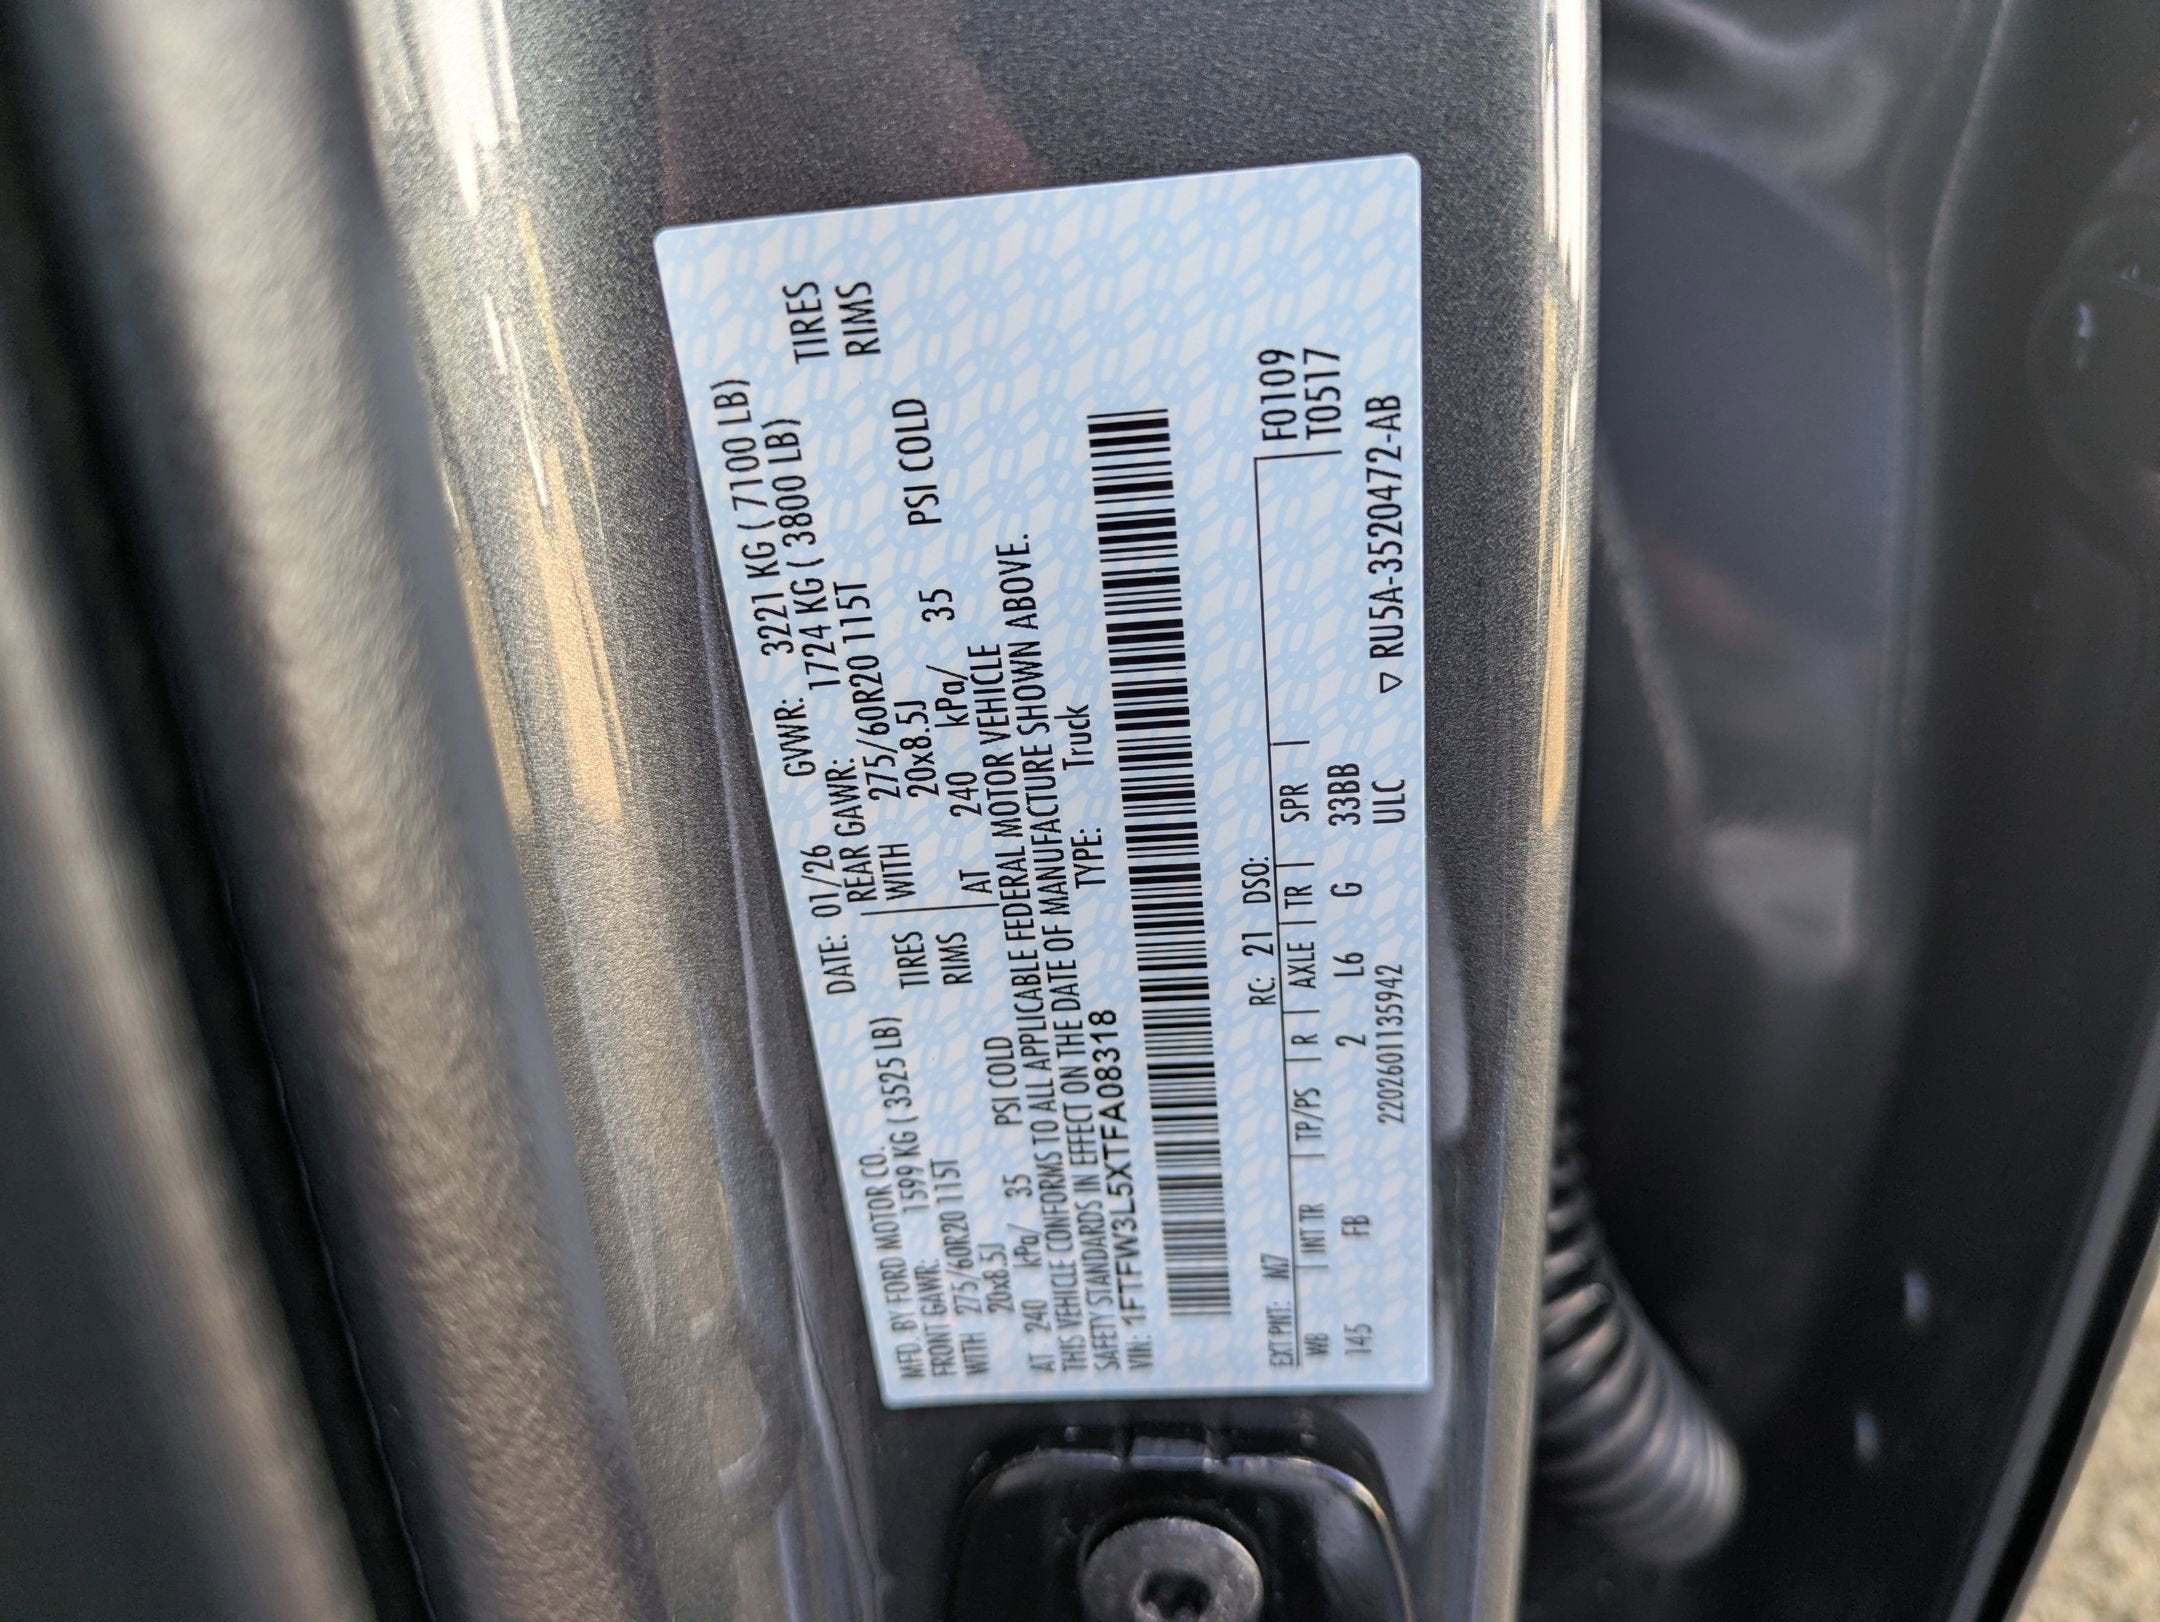 MFD. BY FORD MOTOR CO. DATE: 01/26 GVWR: 3221 KG ( 7100 LB)
FRONT GAWR: 1599 KG ( 3525 LB) REAR GAWR: 1724 KG ( 3800 LB)
WITH 275/60R20 115T TIRES WITH 275/60R20 115T TIRES
20x8.5J RIMS 20x8.5J RIMS
AT 240 kPa/ 35 PSI COLD AT 240 kPa/ 35 PSI COLD
THIS VEHICLE CONFORMS TO ALL APPLICABLE FEDERAL MOTOR VEHICLE
SAFETY STANDARDS IN EFFECT ON THE DATE OF MANUFACTURE SHOWN ABOVE.
VIN: 1FTFW3L5XTFA08318 TYPE: Truck
EXT PNT: M7 RC: 21 DSO: F0109
WB INT TR TP/PS R AXLE TR SPR T0517
145 FB 2 L6 G 33BB
220260113594​2 ULC ▽ RU5A-3520472-AB